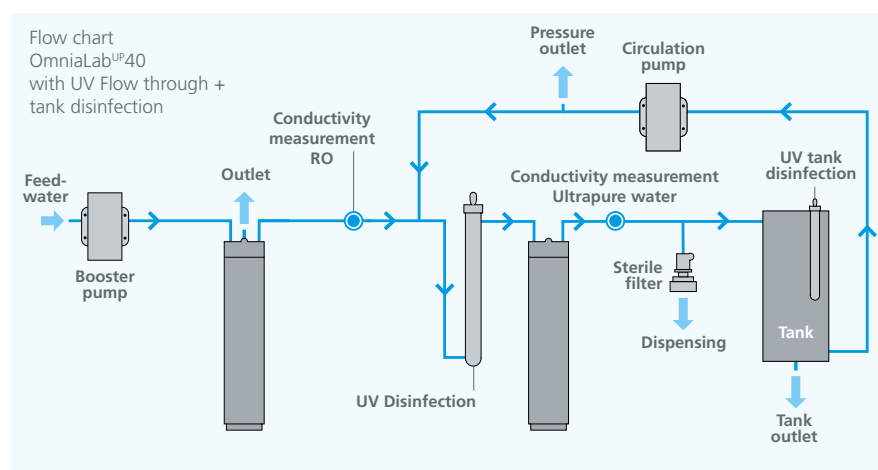 Flow chart
OmniaLabUP40
with UV Flow through +
tank disinfection
Pressure
outlet
Circulation
pump
Conductivity
measurement
RO
Outlet
Feed-
water
Booster
pump
Conductivity measurement
Ultrapure water
UV tank
disinfection
Sterile
filter
Dispensing
Tank
UV Disinfection
Tank
outlet